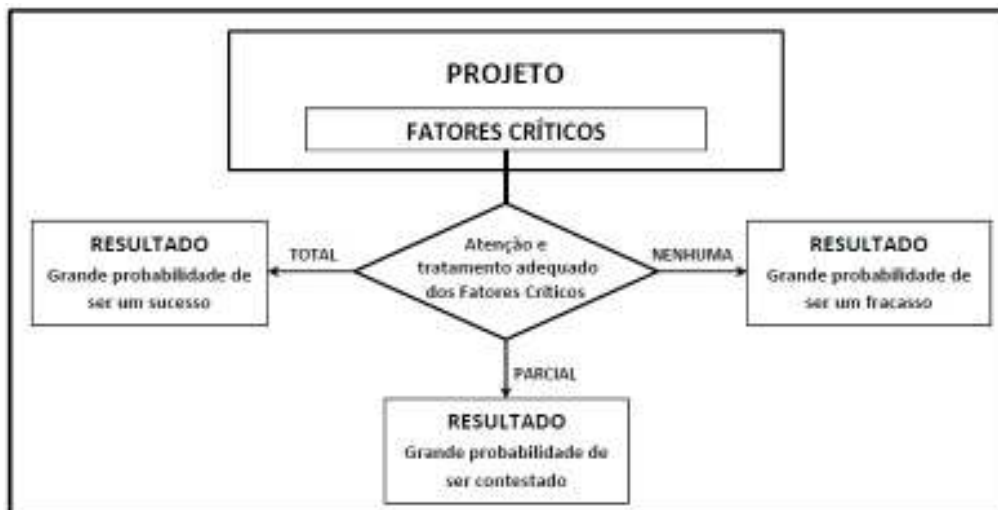 PROJETO
FATORES CRÍTICOS
Atenção e
tratamento adequado
dos Fatores Críticos
TOTAL
RESULTADO
Grande probabilidade de
ser um sucesso
NENHUMA
RESULTADO
Grande probabilidade de
ser um fracasso
PARCIAL
RESULTADO
Grande probabilidade de
ser contestado